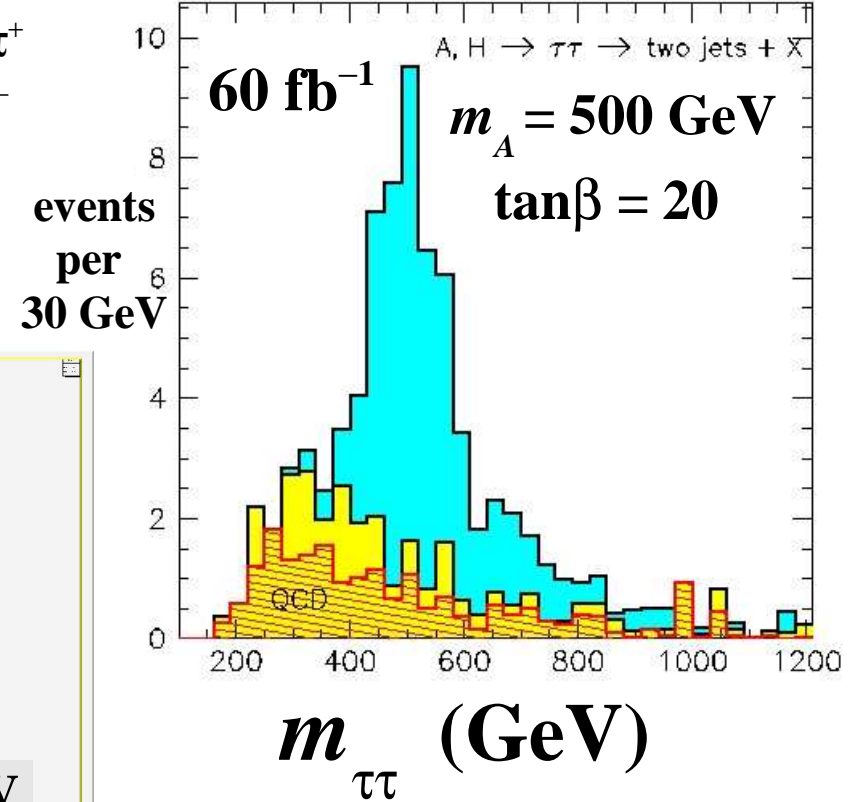 τ⁺
−
A, H → ττ → two jets + X
60 fb⁻¹
m_A = 500 GeV
tanβ = 20
events
per
30 GeV
10
8
6
4
2
0
QCD
200 400 600 800 1000 1200
m_ττ (GeV)
V